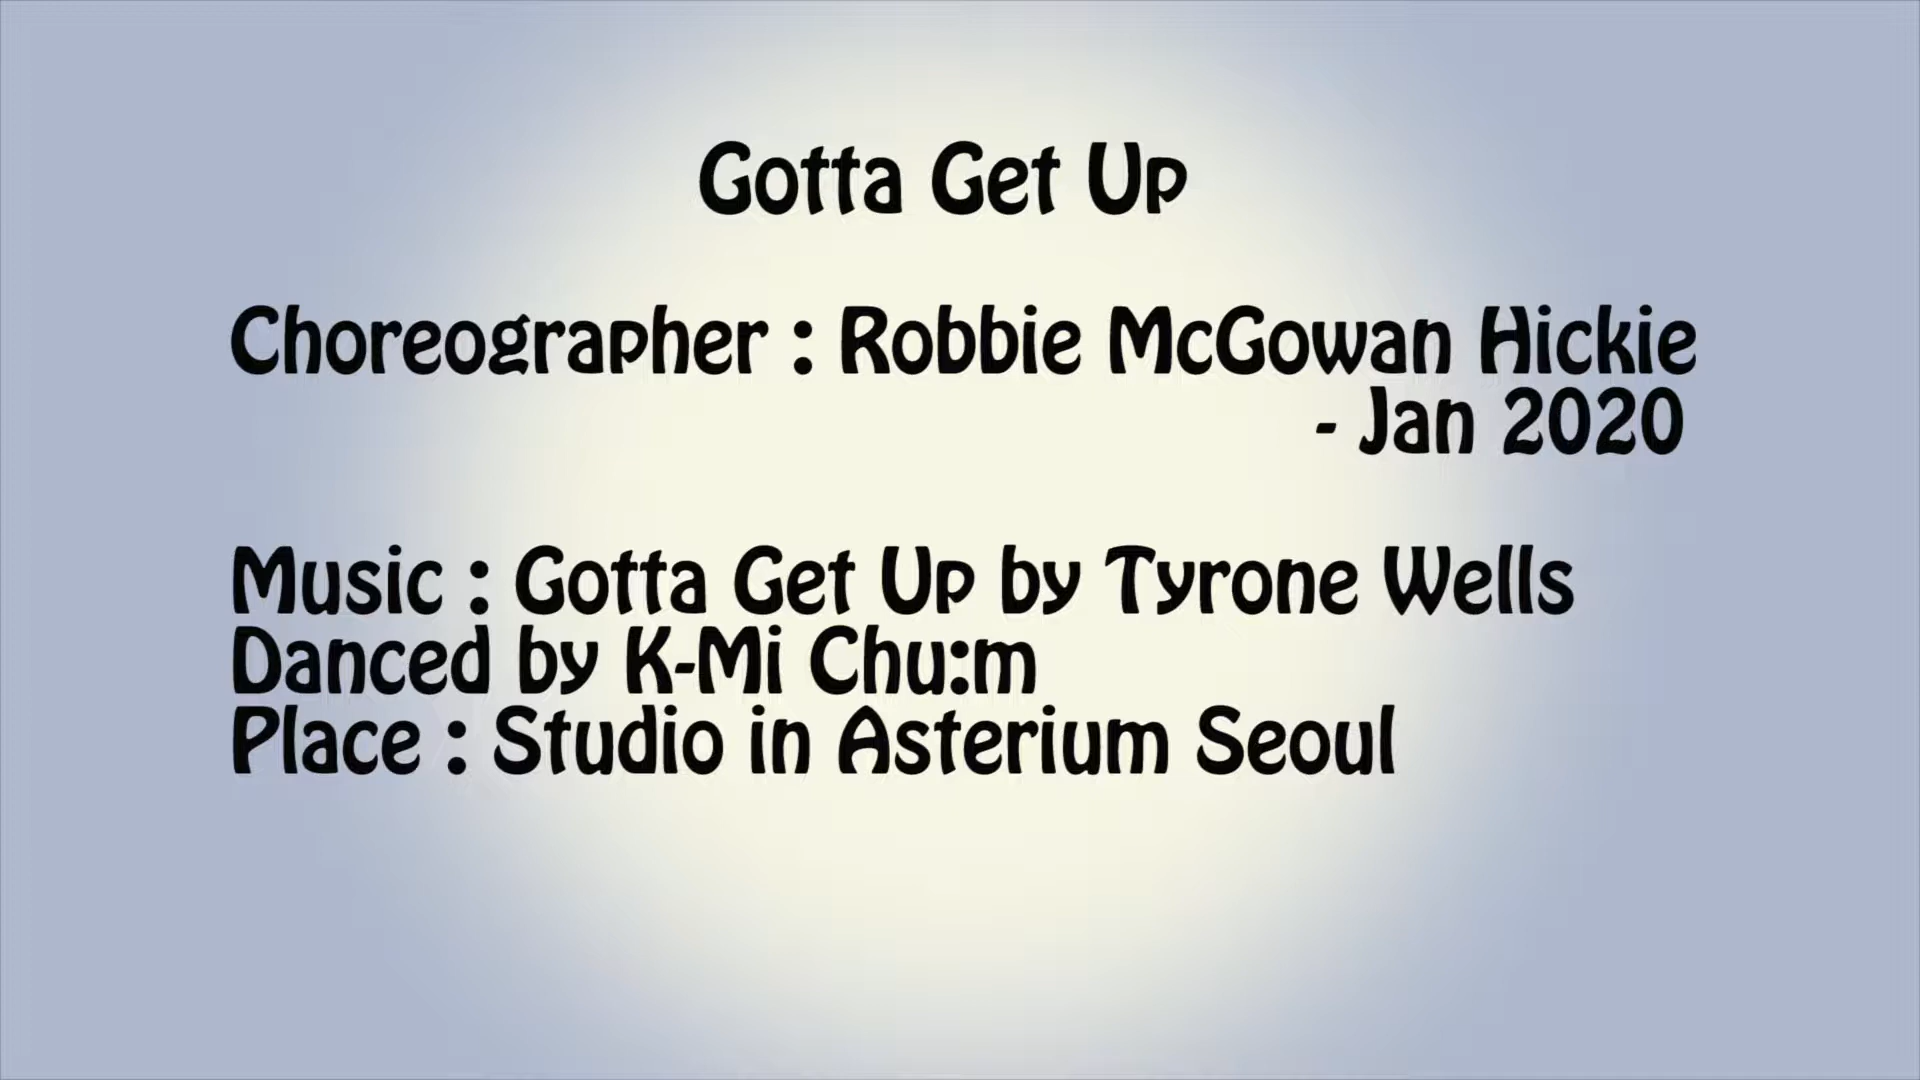 Gotta Get Up
Choreographer : Robbie McGowan Hickie
- Jan 2020
Music : Gotta Get Up by Tyrone Wells
Danced by K-Mi Chu:m
Place : Studio in Asterium Seoul